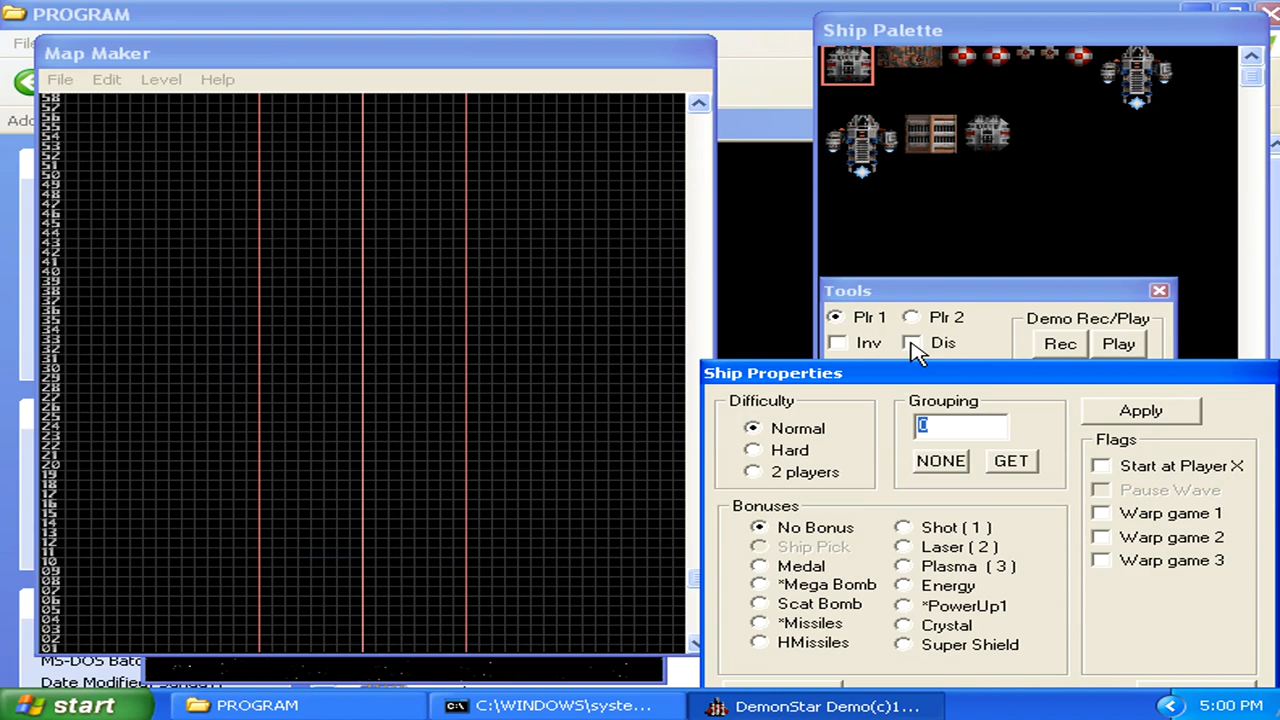 PROGRAM
Fil
Map Maker
File Edit Level Help
Add
58
57
56
55
54
53
52
51
50
49
48
47
46
45
44
43
42
41
40
39
38
37
36
35
34
33
32
31
30
29
28
27
26
25
24
23
22
21
20
19
18
17
16
15
14
13
12
11
10
09
08
07
06
05
04
03
02
01
Ship Palette
Tools
Plr 1 Plr 2
Inv Dis
Demo Rec/Play
Rec Play
Ship Properties
Difficulty
Normal
Hard
2 players
Grouping
0
NONE GET
Apply
Flags
Start at Player X
Pause Wave
Warp game 1
Warp game 2
Warp game 3
Bonuses
No Bonus
Ship Pick
Medal
*Mega Bomb
Scat Bomb
*Missiles
HMissiles
Shot ( 1 )
Laser ( 2 )
Plasma ( 3 )
Energy
*PowerUp1
Crystal
Super Shield
MS-DOS Batc
Date Modified:
start PROGRAM C:\WINDOWS\syste... DemonStar Demo(c)1... 5:00 PM